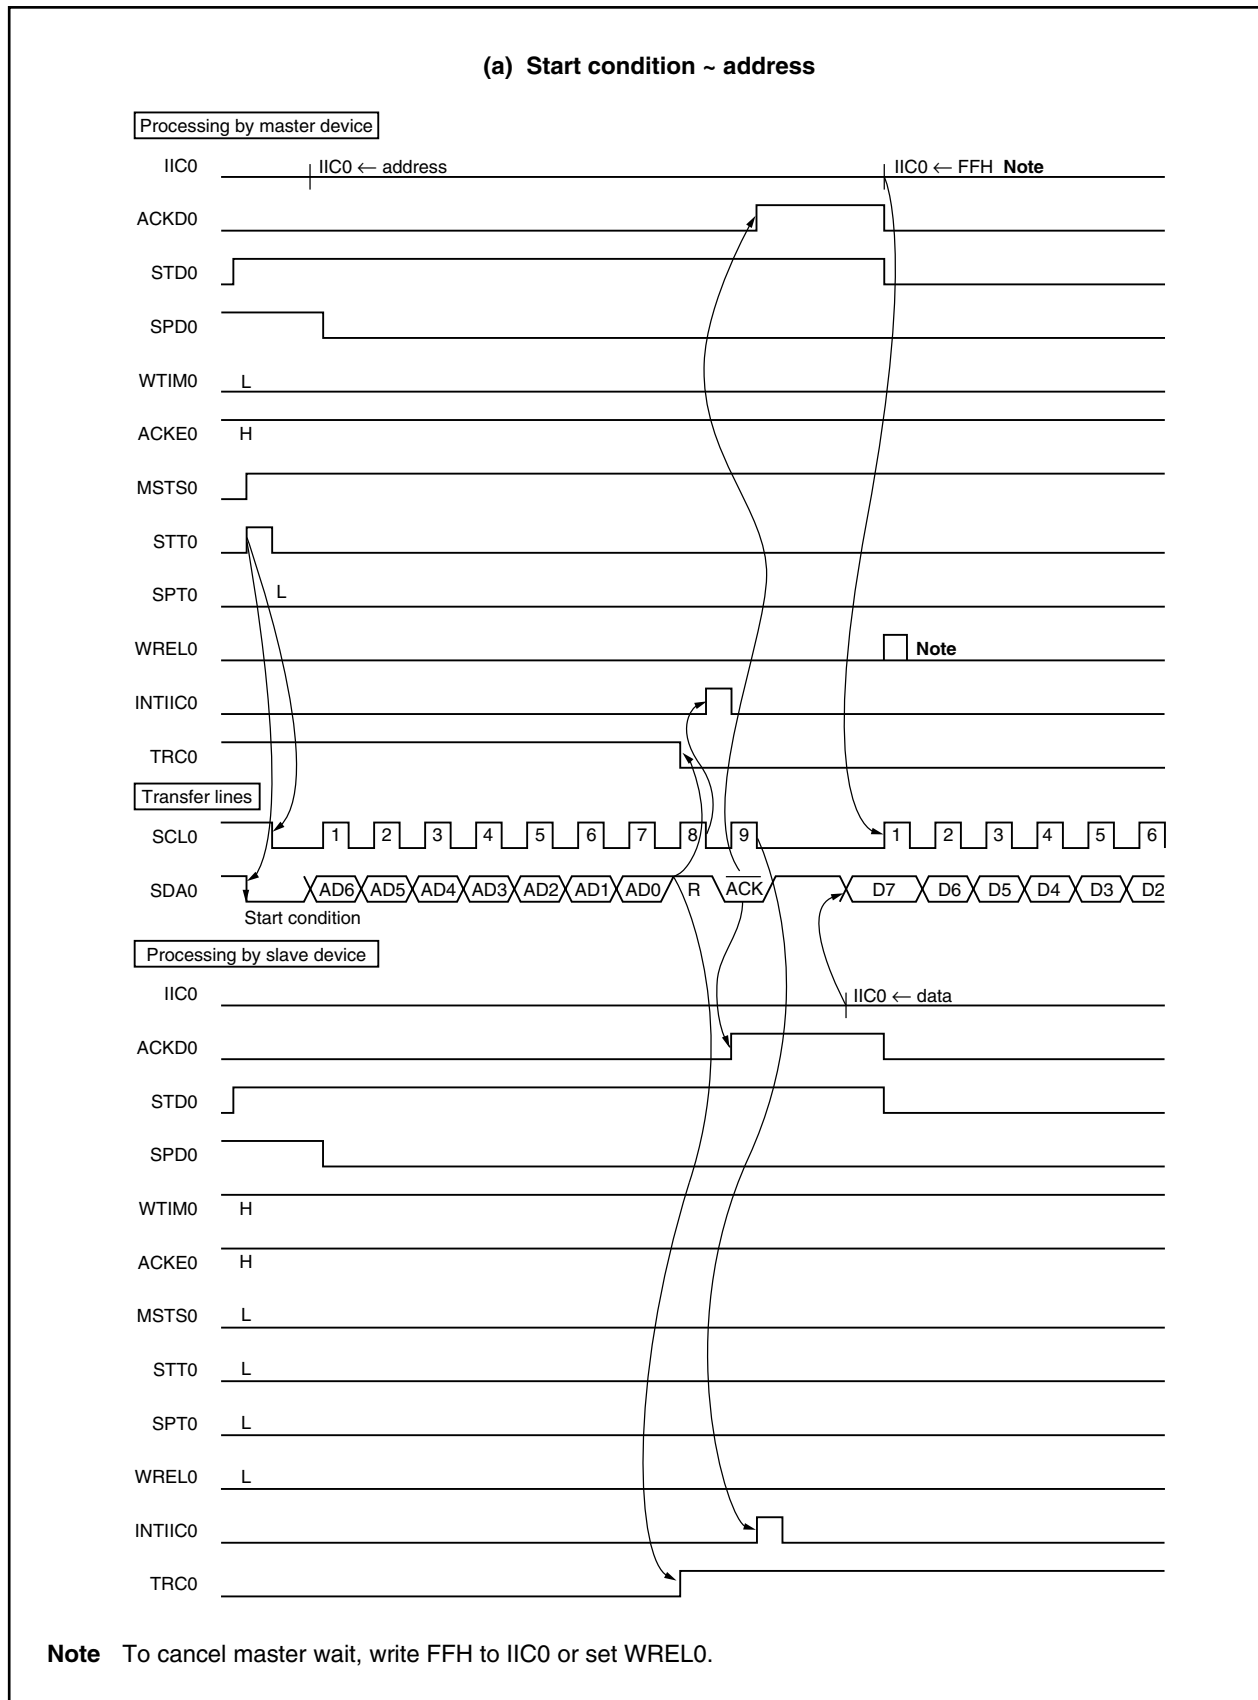 (a) Start condition ~ address
Processing by master device
IIC0 IIC0 ← address IIC0 ← FFH Note
ACKD0
STD0
SPD0
WTIM0 L
ACKE0 H
MSTS0
STT0
SPT0 L
WREL0 Note
INTIIC0
TRC0
Transfer lines
SCL0 1 2 3 4 5 6 7 8 9 1 2 3 4 5 6
SDA0 AD6 AD5 AD4 AD3 AD2 AD1 AD0 R A̅C̅K̅ D7 D6 D5 D4 D3 D2
Start condition
Processing by slave device
IIC0 IIC0 ← data
ACKD0
STD0
SPD0
WTIM0 H
ACKE0 H
MSTS0 L
STT0 L
SPT0 L
WREL0 L
INTIIC0
TRC0
Note To cancel master wait, write FFH to IIC0 or set WREL0.